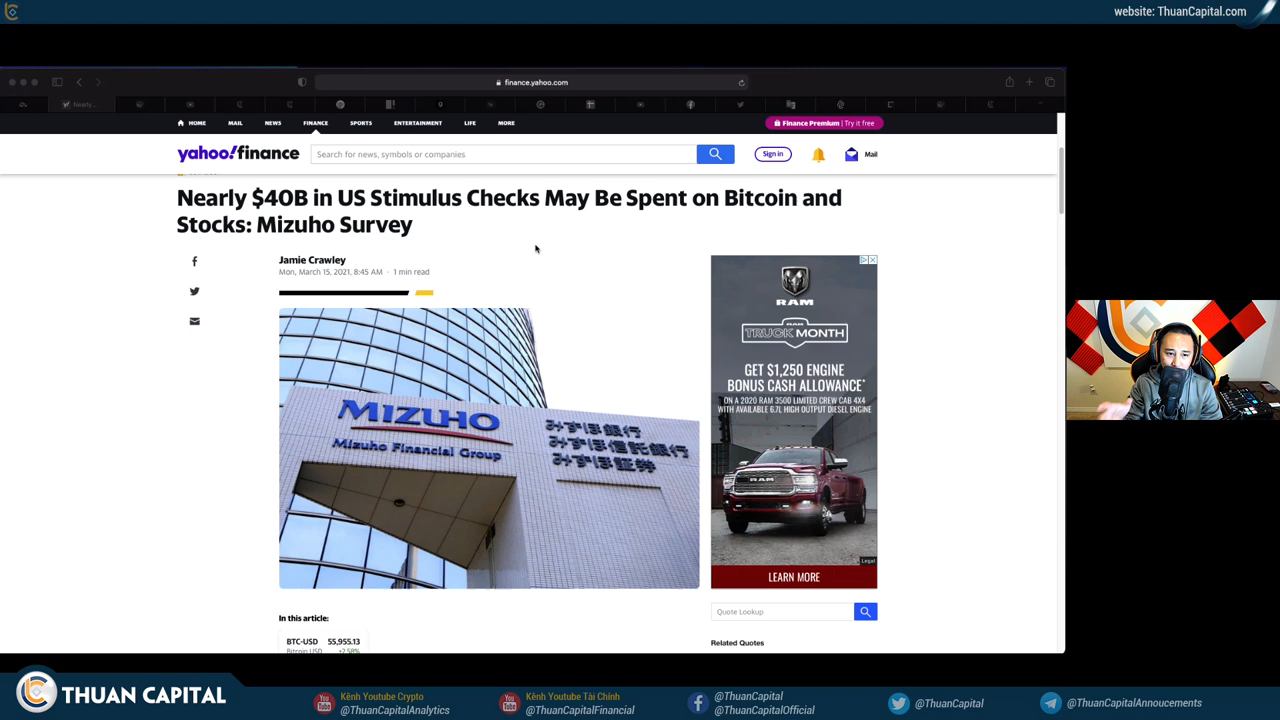 website: ThuanCapital.com
finance.yahoo.com
Nearly...
HOME MAIL NEWS FINANCE SPORTS ENTERTAINMENT LIFE MORE
Finance Premium | Try it free
yahoo!finance
Search for news, symbols or companies
Sign in
Mail
Nearly $40B in US Stimulus Checks May Be Spent on Bitcoin and
Stocks: Mizuho Survey
Jamie Crawley
Mon, March 15, 2021, 8:45 AM · 1 min read
MIZUHO
Mizuho Financial Group
みずほ銀行
みずほ信託銀行
みずほ証券
RAM
TRUCK MONTH
GET $1,250 ENGINE
BONUS CASH ALLOWANCE*
ON A 2020 RAM 3500 LIMITED CREW CAB 4X4
WITH AVAILABLE 6.7L HIGH OUTPUT DIESEL ENGINE
RAM
Legal
LEARN MORE
Quote Lookup
In this article:
BTC-USD 55,955.13
Bitcoin USD +2.58%
Related Quotes
THUAN CAPITAL
Kênh Youtube Crypto
@ThuanCapitalAnalytics
Kênh Youtube Tài Chính
@ThuanCapitalFinancial
@ThuanCapital
@ThuanCapitalOfficial
@ThuanCapital
@ThuanCapitalAnnoucements